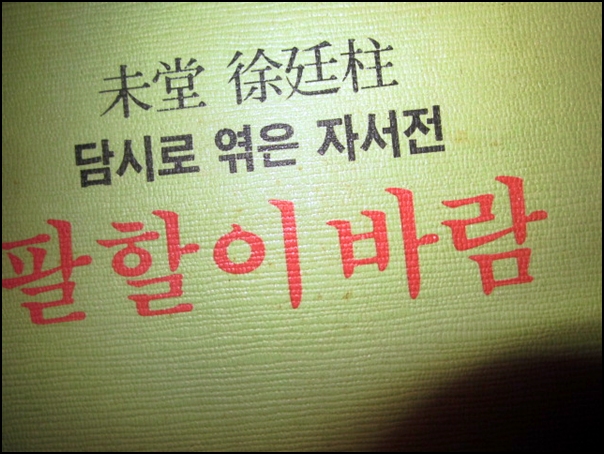 未堂 徐廷柱
담시로 엮은 자서전
팔할이 바람